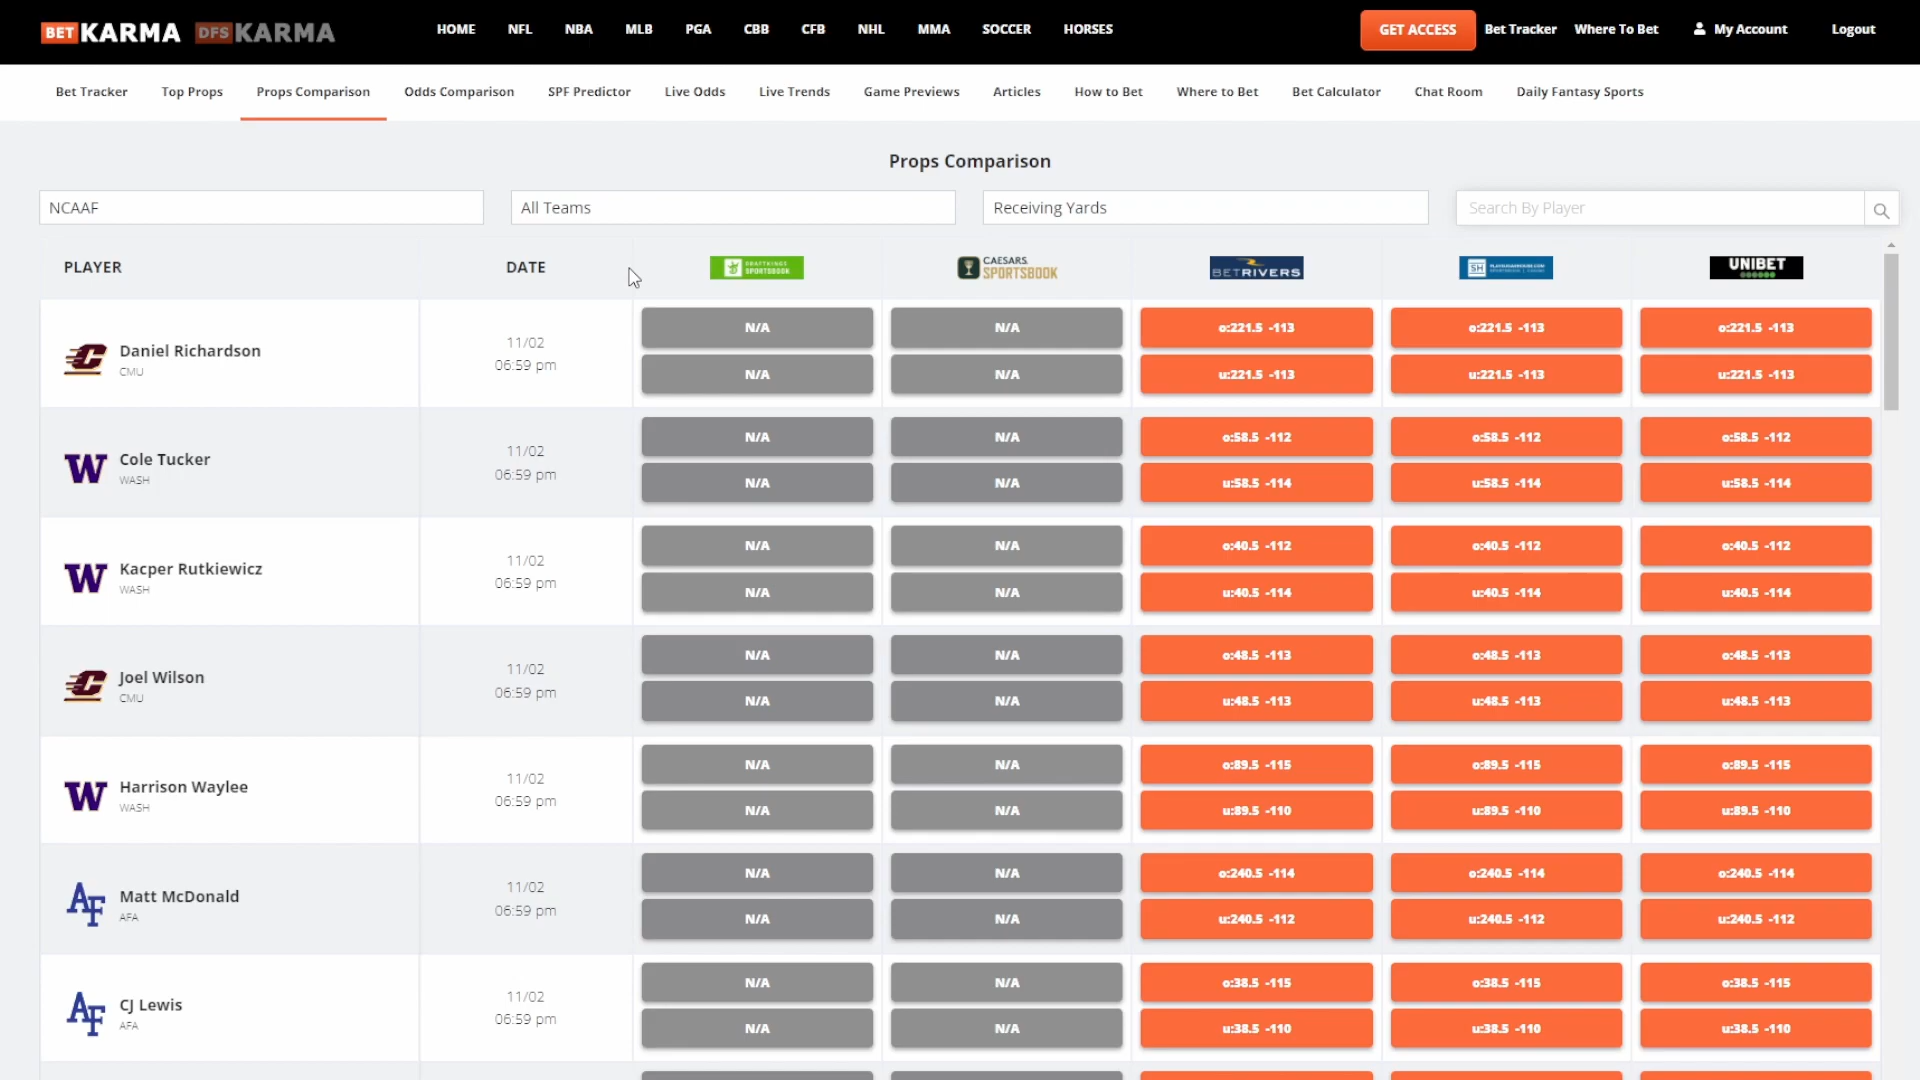 BET KARMA DFS KARMA HOME NFL NBA MLB PGA CBB CFB NHL MMA SOCCER HORSES GET ACCESS Bet Tracker Where To Bet My Account Logout
Bet Tracker Top Props Props Comparison Odds Comparison SPF Predictor Live Odds Live Trends Game Previews Articles How to Bet Where to Bet Bet Calculator Chat Room Daily Fantasy Sports
Props Comparison
NCAAF All Teams Receiving Yards Search By Player
PLAYER DATE DRAFTKINGS SPORTSBOOK CAESARS SPORTSBOOK BETRIVERS SH UNIBET
N/A N/A o:221.5 -113 o:221.5 -113 o:221.5 -113
Daniel Richardson 11/02
CMU 06:59 pm
N/A N/A u:221.5 -113 u:221.5 -113 u:221.5 -113
N/A N/A o:58.5 -112 o:58.5 -112 o:58.5 -112
W Cole Tucker 11/02
WASH 06:59 pm
N/A N/A u:58.5 -114 u:58.5 -114 u:58.5 -114
N/A N/A o:40.5 -112 o:40.5 -112 o:40.5 -112
W Kacper Rutkiewicz 11/02
WASH 06:59 pm
N/A N/A u:40.5 -114 u:40.5 -114 u:40.5 -114
N/A N/A o:48.5 -113 o:48.5 -113 o:48.5 -113
C Joel Wilson 11/02
CMU 06:59 pm
N/A N/A u:48.5 -113 u:48.5 -113 u:48.5 -113
N/A N/A o:89.5 -115 o:89.5 -115 o:89.5 -115
W Harrison Waylee 11/02
WASH 06:59 pm
N/A N/A u:89.5 -110 u:89.5 -110 u:89.5 -110
N/A N/A o:240.5 -114 o:240.5 -114 o:240.5 -114
AF Matt McDonald 11/02
AFA 06:59 pm
N/A N/A u:240.5 -112 u:240.5 -112 u:240.5 -112
N/A N/A o:38.5 -115 o:38.5 -115 o:38.5 -115
AF CJ Lewis 11/02
AFA 06:59 pm
N/A N/A u:38.5 -110 u:38.5 -110 u:38.5 -110